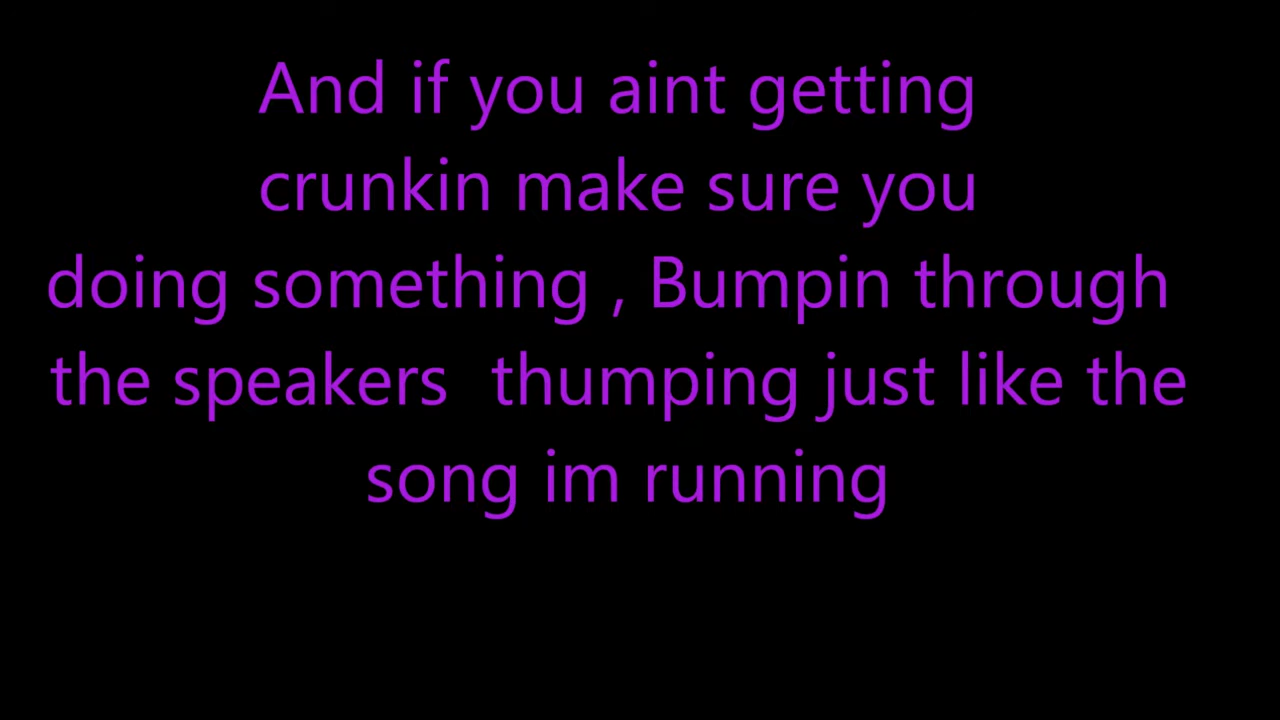 And if you aint getting
crunkin make sure you
doing something , Bumpin through
the speakers  thumping just like the
song im running